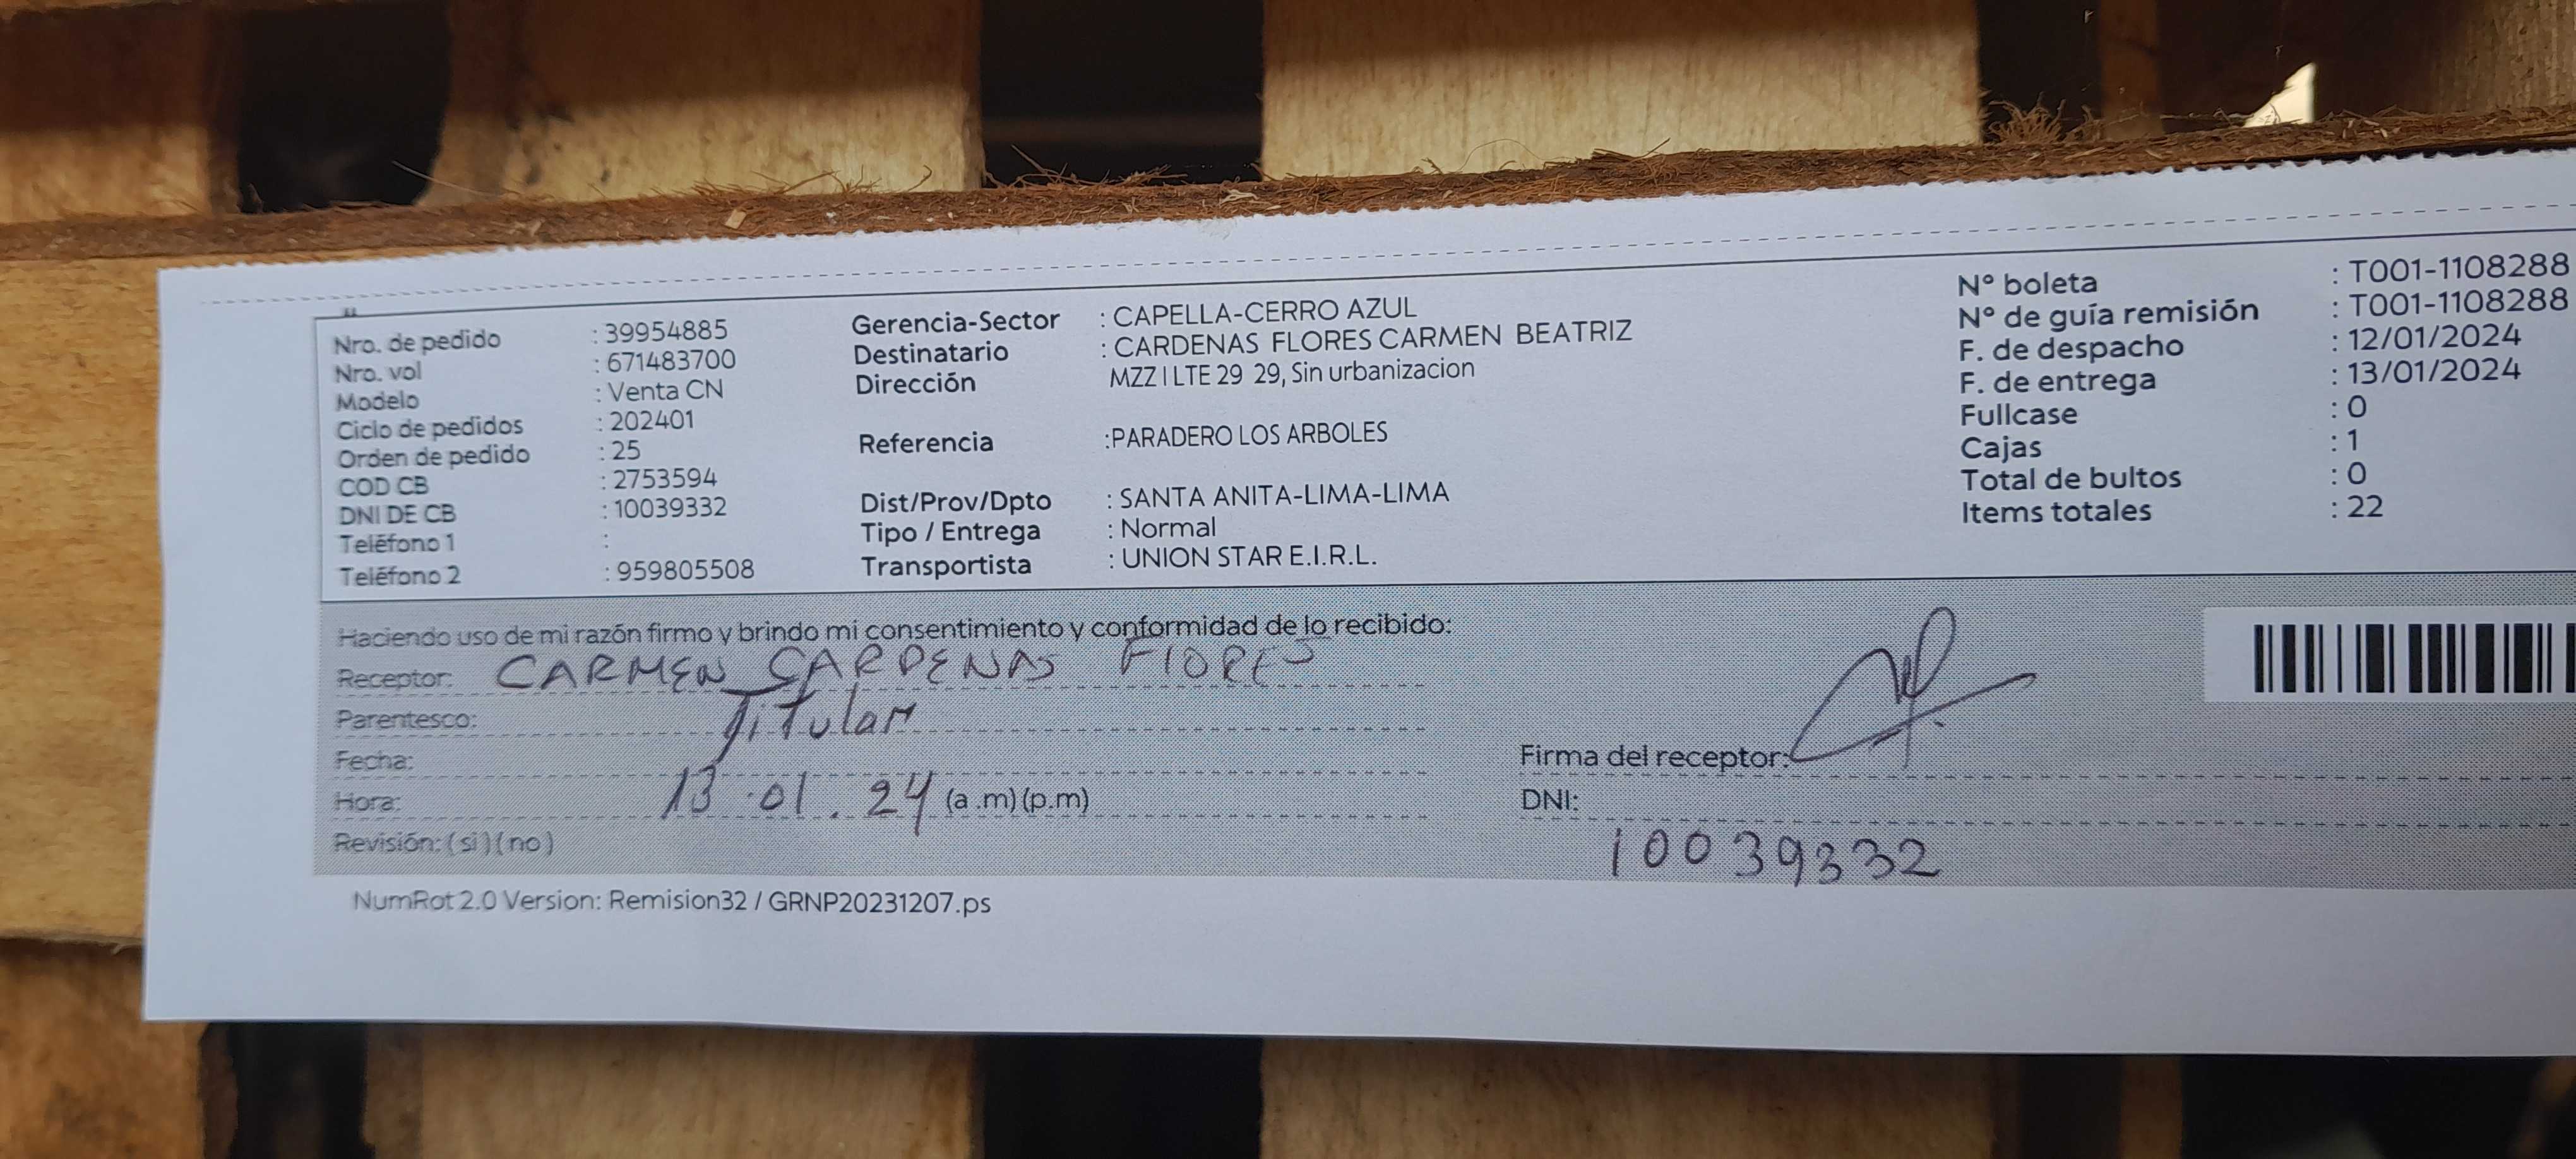 Nro. de pedido : 39954885
Nro. vol : 671483700
Modelo : Venta CN
Ciclo de pedidos : 202401
Orden de pedido : 25
COD CB : 2753594
DNI DE CB : 10039332
Teléfono 1 :
Teléfono 2 : 959805508
Gerencia-Sector : CAPELLA-CERRO AZUL
Destinatario : CARDENAS FLORES CARMEN BEATRIZ
Dirección MZZ I LTE 29 29, Sin urbanizacion
Referencia :PARADERO LOS ARBOLES
Dist/Prov/Dpto : SANTA ANITA-LIMA-LIMA
Tipo / Entrega : Normal
Transportista : UNION STAR E.I.R.L.
N° boleta : T001-1108288
N° de guía remisión : T001-1108288
F. de despacho : 12/01/2024
F. de entrega : 13/01/2024
Fullcase : 0
Cajas : 1
Total de bultos : 0
Items totales : 22
Haciendo uso de mi razón firmo y brindo mi consentimiento y conformidad de lo recibido:
Receptor: CARMEN CARDENAS FLORES
Parentesco: Titular
Fecha:
Hora: 13.01.24 (a.m)(p.m)
Revisión: (si)(no)
Firma del receptor:
DNI:
10039332
NumRot 2.0 Version: Remision32 / GRNP20231207.ps